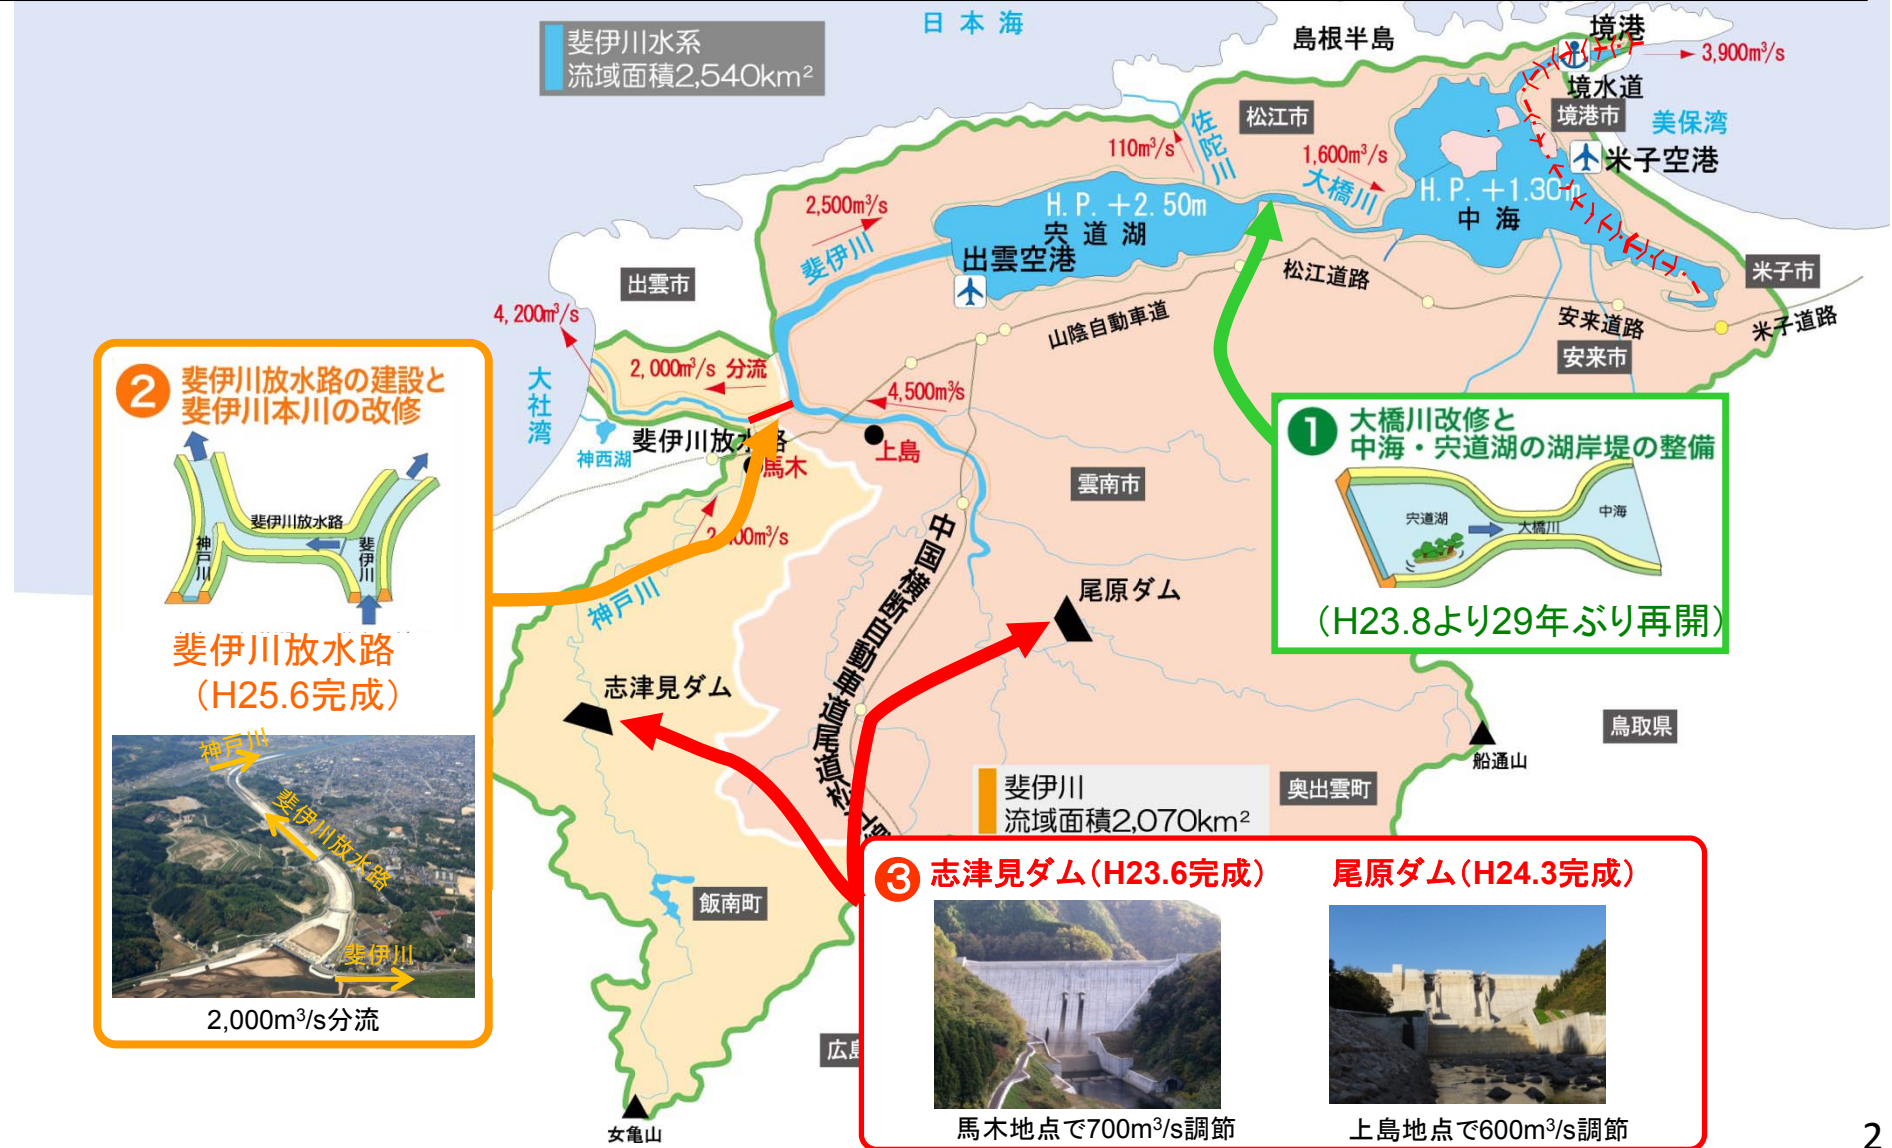 日本海
斐伊川水系
流域面積2,540km²
島根半島
境港
3,900m³/s
境水道
境港市
美保湾
米子空港
松江市
佐陀川
110m³/s
1,600m³/s
大橋川
H.P.+1.30m
中海
H.P.+2.50m
宍道湖
2,500m³/s
斐伊川
出雲空港
出雲市
松江道路
米子市
4,200m³/s
山陰自動車道
安来道路
米子道路
安来市
2,000m³/s 分流
大社湾
4,500m³/s
斐伊川放水路
神西湖
馬木
上島
雲南市
中国横断自動車道尾道松江線
神戸川
尾原ダム
志津見ダム
鳥取県
船通山
奥出雲町
斐伊川
流域面積2,070km²
飯南町
女亀山
① 大橋川改修と
中海・宍道湖の湖岸堤の整備
宍道湖
大橋川
中海
(H23.8より29年ぶり再開)
② 斐伊川放水路の建設と
斐伊川本川の改修
斐伊川放水路
神戸川
斐伊川
斐伊川放水路
(H25.6完成)
神戸川
斐伊川放水路
斐伊川
2,000m³/s分流
③ 志津見ダム(H23.6完成)
尾原ダム(H24.3完成)
馬木地点で700m³/s調節
上島地点で600m³/s調節
2